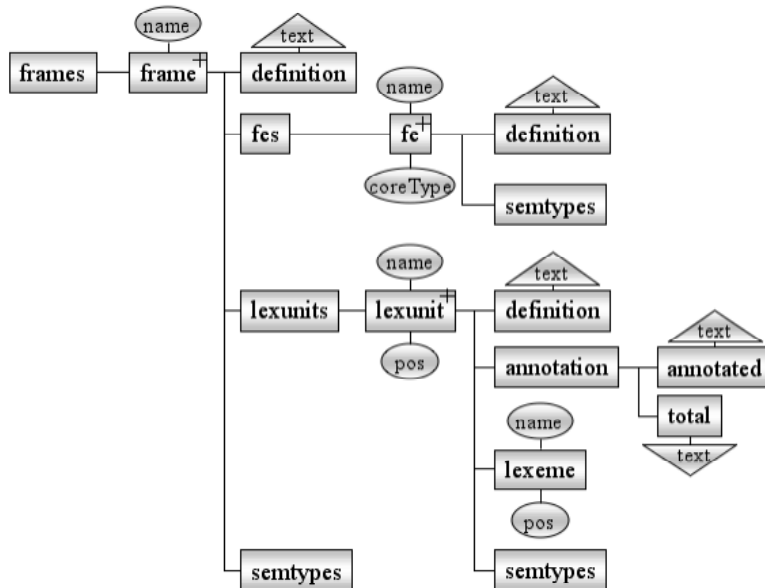 name
text
frames
frame
definition
name
text
fes
fe
definition
coreType
semtypes
name
text
lexunits
lexunit
definition
pos
text
annotation
annotated
name
total
text
lexeme
pos
semtypes
semtypes